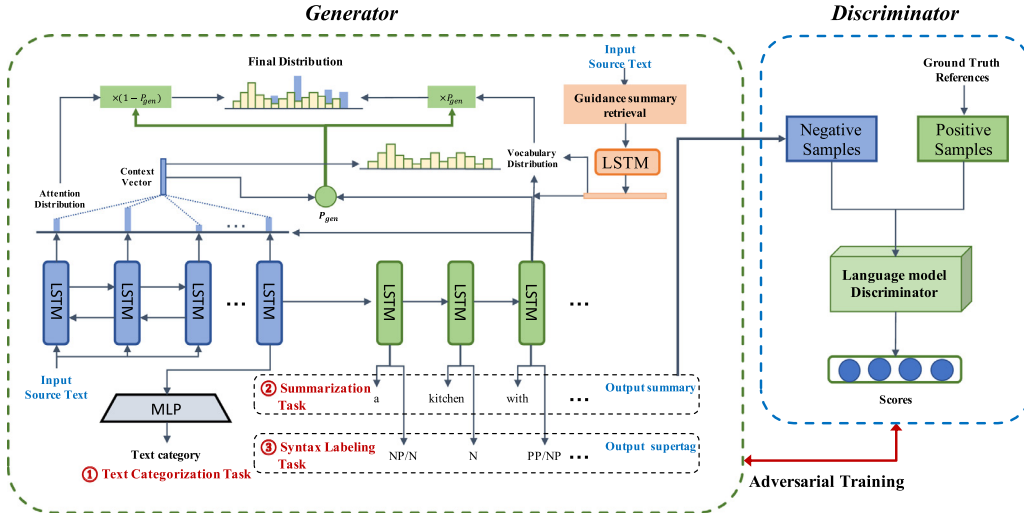 Generator
Discriminator
Input
Source Text
Final Distribution
Ground Truth
References
×(1 − P_gen)
×P_gen
Guidance summary
retrieval
Negative
Samples
Positive
Samples
LSTM
Vocabulary
Distribution
Context
Vector
Attention
Distribution
P_gen
...
LSTM
LSTM
LSTM
...
LSTM
LSTM
LSTM
LSTM
...
Language model
Discriminator
Input
Source Text
② Summarization
Task
a
kitchen
with
...
Output summary
MLP
Scores
Text category
① Text Categorization Task
③ Syntax Labeling
Task
NP/N
N
PP/NP
...
Output supertag
Adversarial Training